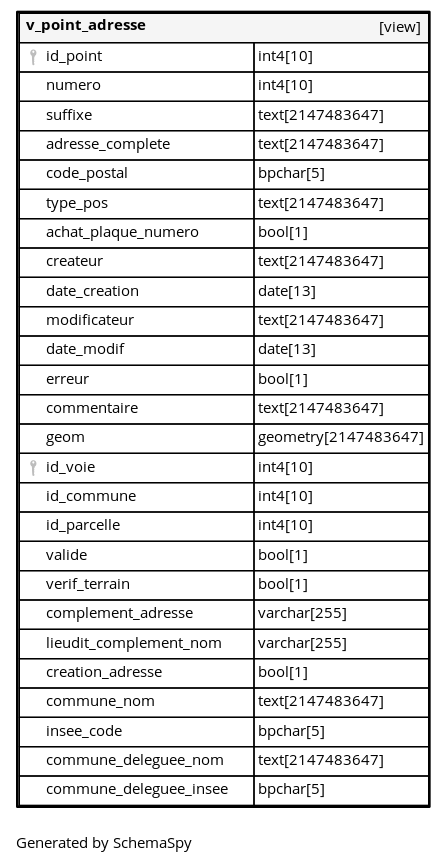 v_point_adresse [view]
id_point int4[10]
numero int4[10]
suffixe text[2147483647]
adresse_complete text[2147483647]
code_postal bpchar[5]
type_pos text[2147483647]
achat_plaque_numero bool[1]
createur text[2147483647]
date_creation date[13]
modificateur text[2147483647]
date_modif date[13]
erreur bool[1]
commentaire text[2147483647]
geom geometry[2147483647]
id_voie int4[10]
id_commune int4[10]
id_parcelle int4[10]
valide bool[1]
verif_terrain bool[1]
complement_adresse varchar[255]
lieudit_complement_nom varchar[255]
creation_adresse bool[1]
commune_nom text[2147483647]
insee_code bpchar[5]
commune_deleguee_nom text[2147483647]
commune_deleguee_insee bpchar[5]
Generated by SchemaSpy